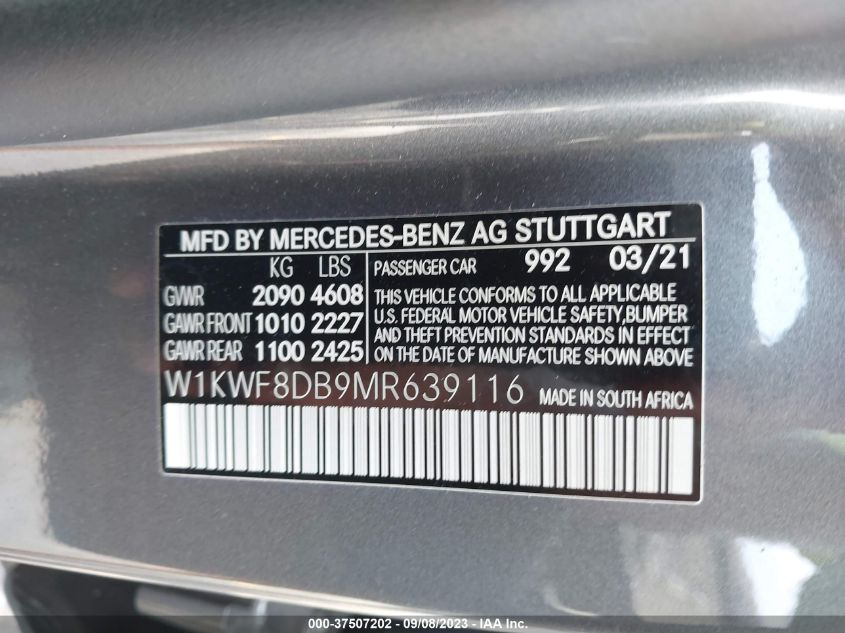 MFD BY MERCEDES-BENZ AG STUTTGART
KG LBS
GVWR 2090 4608
GAWR FRONT 1010 2227
GAWR REAR 1100 2425
PASSENGER CAR 992 03/21
THIS VEHICLE CONFORMS TO ALL APPLICABLE
U.S. FEDERAL MOTOR VEHICLE SAFETY,BUMPER
AND THEFT PREVENTION STANDARDS IN EFFECT
ON THE DATE OF MANUFACTURE SHOWN ABOVE.
W1KWF8DB9MR639116 MADE IN SOUTH AFRICA
000-37507202 - 09/08/2023 - IAA Inc.